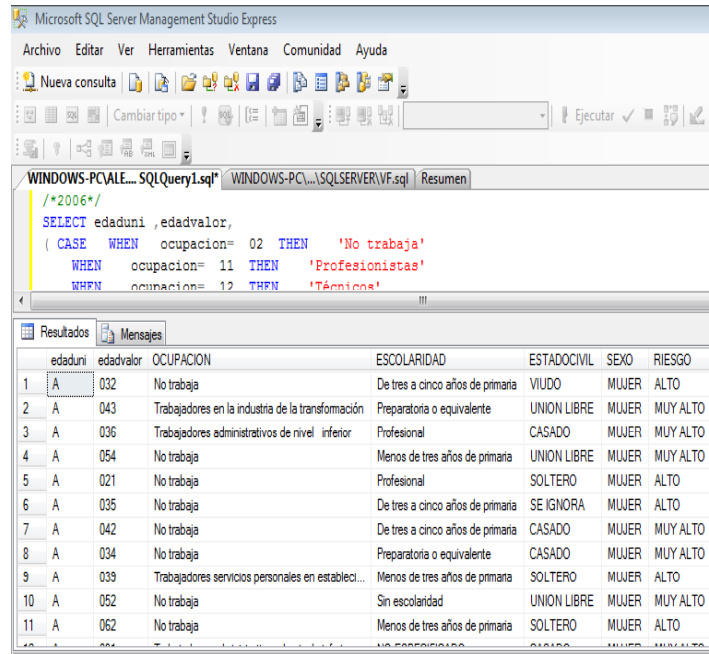 Microsoft SQL Server Management Studio Express
Archivo Editar Ver Herramientas Ventana Comunidad Ayuda
Nueva consulta
Cambiar tipo Ejecutar
WINDOWS-PC\ALE.... SQLQuery1.sql* WINDOWS-PC\...\SQLSERVER\VF.sql Resumen
/*2006*/
SELECT edaduni ,edadvalor,
( CASE WHEN ocupacion= 02 THEN 'No trabaja'
WHEN ocupacion= 11 THEN 'Profesionistas'
WHEN ocupacion= 12 THEN 'Técnicos'
Resultados Mensajes
edaduni edadvalor OCUPACION ESCOLARIDAD ESTADOCIVIL SEXO RIESGO
1 A 032 No trabaja De tres a cinco años de primaria VIUDO MUJER ALTO
2 A 043 Trabajadores en la industria de la transformación Preparatoria o equivalente UNION LIBRE MUJER MUY ALTO
3 A 036 Trabajadores administrativos de nivel inferior Profesional CASADO MUJER MUY ALTO
4 A 054 No trabaja Menos de tres años de primaria UNION LIBRE MUJER MUY ALTO
5 A 021 No trabaja Profesional SOLTERO MUJER ALTO
6 A 035 No trabaja De tres a cinco años de primaria SE IGNORA MUJER ALTO
7 A 042 No trabaja De tres a cinco años de primaria CASADO MUJER MUY ALTO
8 A 034 No trabaja Preparatoria o equivalente CASADO MUJER MUY ALTO
9 A 039 Trabajadores servicios personales en estableci... Menos de tres años de primaria SOLTERO MUJER ALTO
10 A 052 No trabaja Sin escolaridad UNION LIBRE MUJER MUY ALTO
11 A 062 No trabaja Menos de tres años de primaria SOLTERO MUJER ALTO